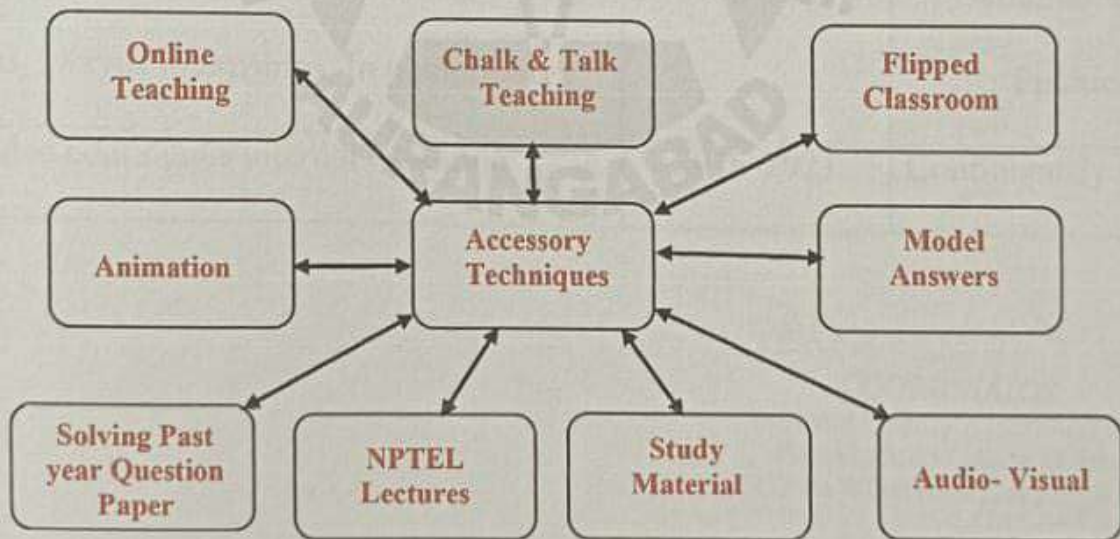 Online
Teaching
Chalk & Talk
Teaching
Flipped
Classroom
Animation
Accessory
Techniques
Model
Answers
Solving Past
year Question
Paper
NPTEL
Lectures
Study
Material
Audio- Visual